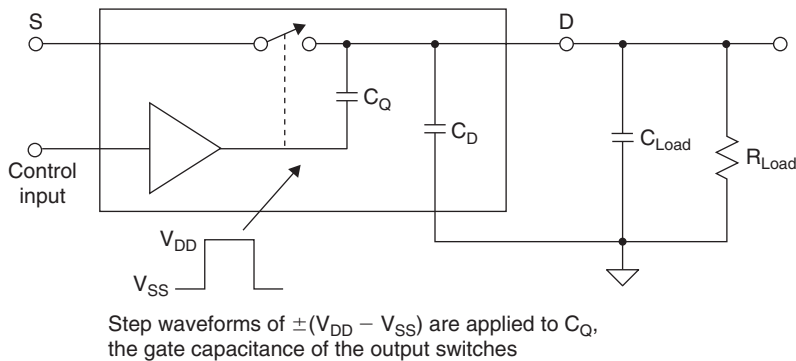 S
D
C_Q
C_D
C_Load
R_Load
Control
input
V_DD
V_SS
Step waveforms of ±(V_DD − V_SS) are applied to C_Q,
the gate capacitance of the output switches